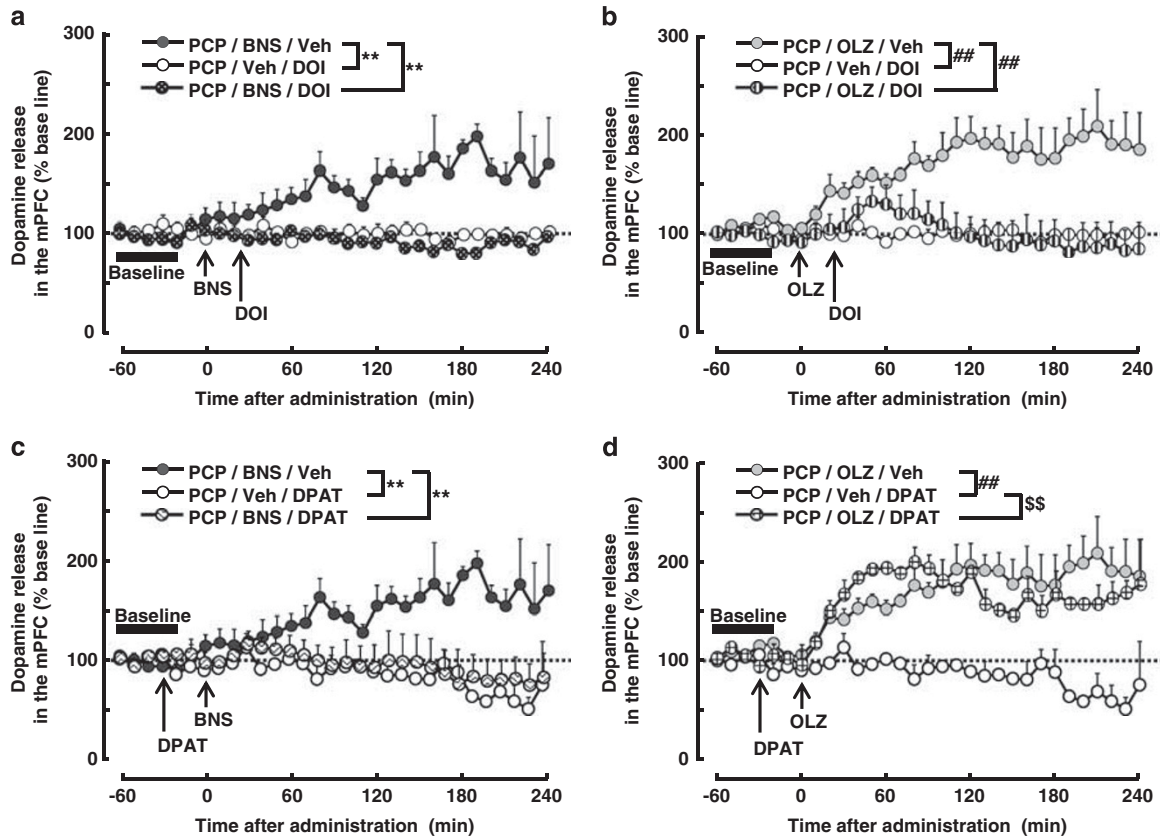 a
300
200
100
0
Dopamine release
in the mPFC (% base line)
PCP / BNS / Veh
PCP / Veh / DOI
PCP / BNS / DOI
**
**
Baseline
BNS
DOI
-60 0 60 120 180 240
Time after administration (min)
b
300
200
100
0
Dopamine release
in the mPFC (% base line)
PCP / OLZ / Veh
PCP / Veh / DOI
PCP / OLZ / DOI
##
##
Baseline
OLZ
DOI
-60 0 60 120 180 240
Time after administration (min)
c
300
200
100
0
Dopamine release
in the mPFC (% base line)
PCP / BNS / Veh
PCP / Veh / DPAT
PCP / BNS / DPAT
**
**
Baseline
BNS
DPAT
-60 0 60 120 180 240
Time after administration (min)
d
300
200
100
0
Dopamine release
in the mPFC (% base line)
PCP / OLZ / Veh
PCP / Veh / DPAT
PCP / OLZ / DPAT
##
$$
Baseline
OLZ
DPAT
-60 0 60 120 180 240
Time after administration (min)